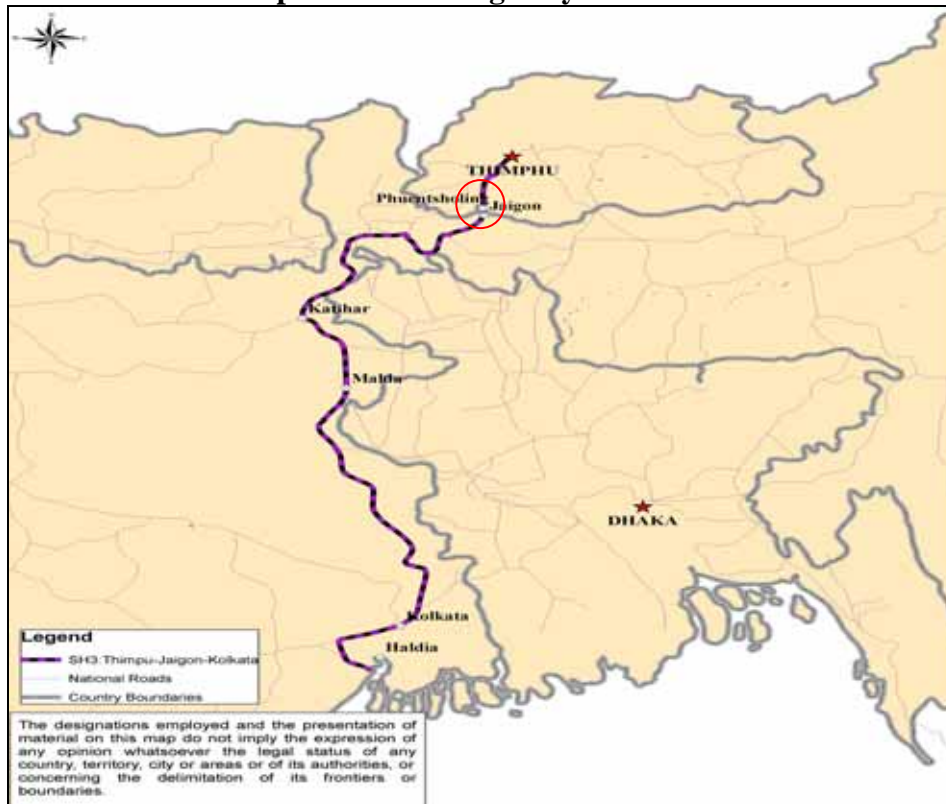 THIMPHU
Phuentsholing
Jaigon
Katihar
Malda
DHAKA
Kolkata
Haldia
Legend
SH3:Thimpu-Jaigon-Kolkata
National Roads
Country Boundaries
The designations employed and the presentation of
material on this map do not imply the expression of
any opinion whatsoever the legal status of any
country, territory, city or areas or of its authorities, or
concerning the delimitation of its frontiers or
boundaries.